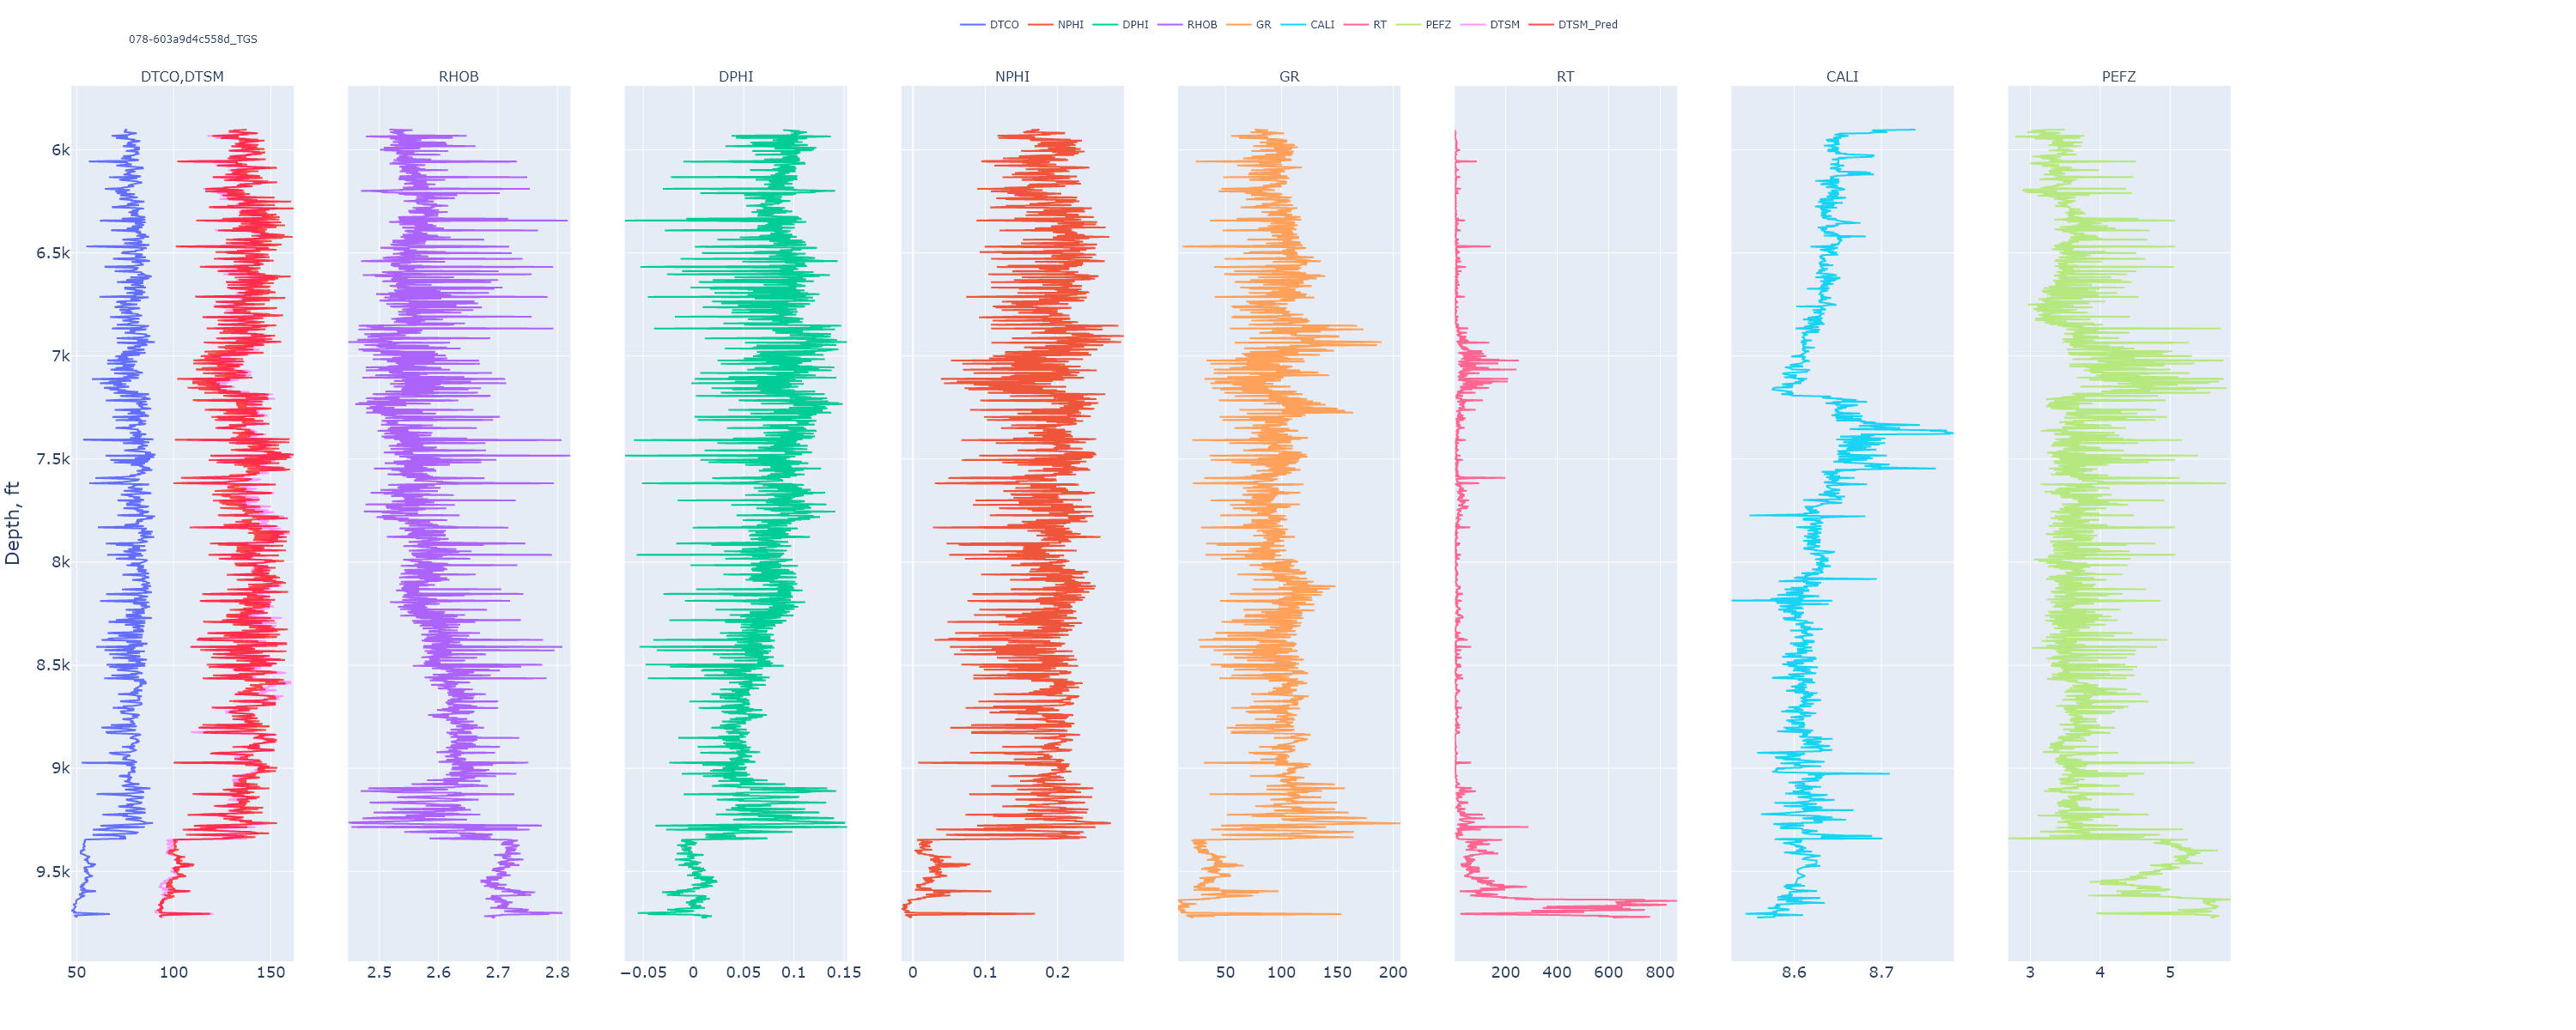 DTCO NPHI DPHI RHOB GR CALI RT PEFZ DTSM DTSM_Pred
078-603a9d4c558d_TGS
DTCO,DTSM RHOB DPHI NPHI GR RT CALI PEFZ
Depth, ft
6k
6.5k
7k
7.5k
8k
8.5k
9k
9.5k
50 100 150 2.5 2.6 2.7 2.8 −0.05 0 0.05 0.1 0.15 0 0.1 0.2 50 100 150 200 200 400 600 800 8.6 8.7 3 4 5